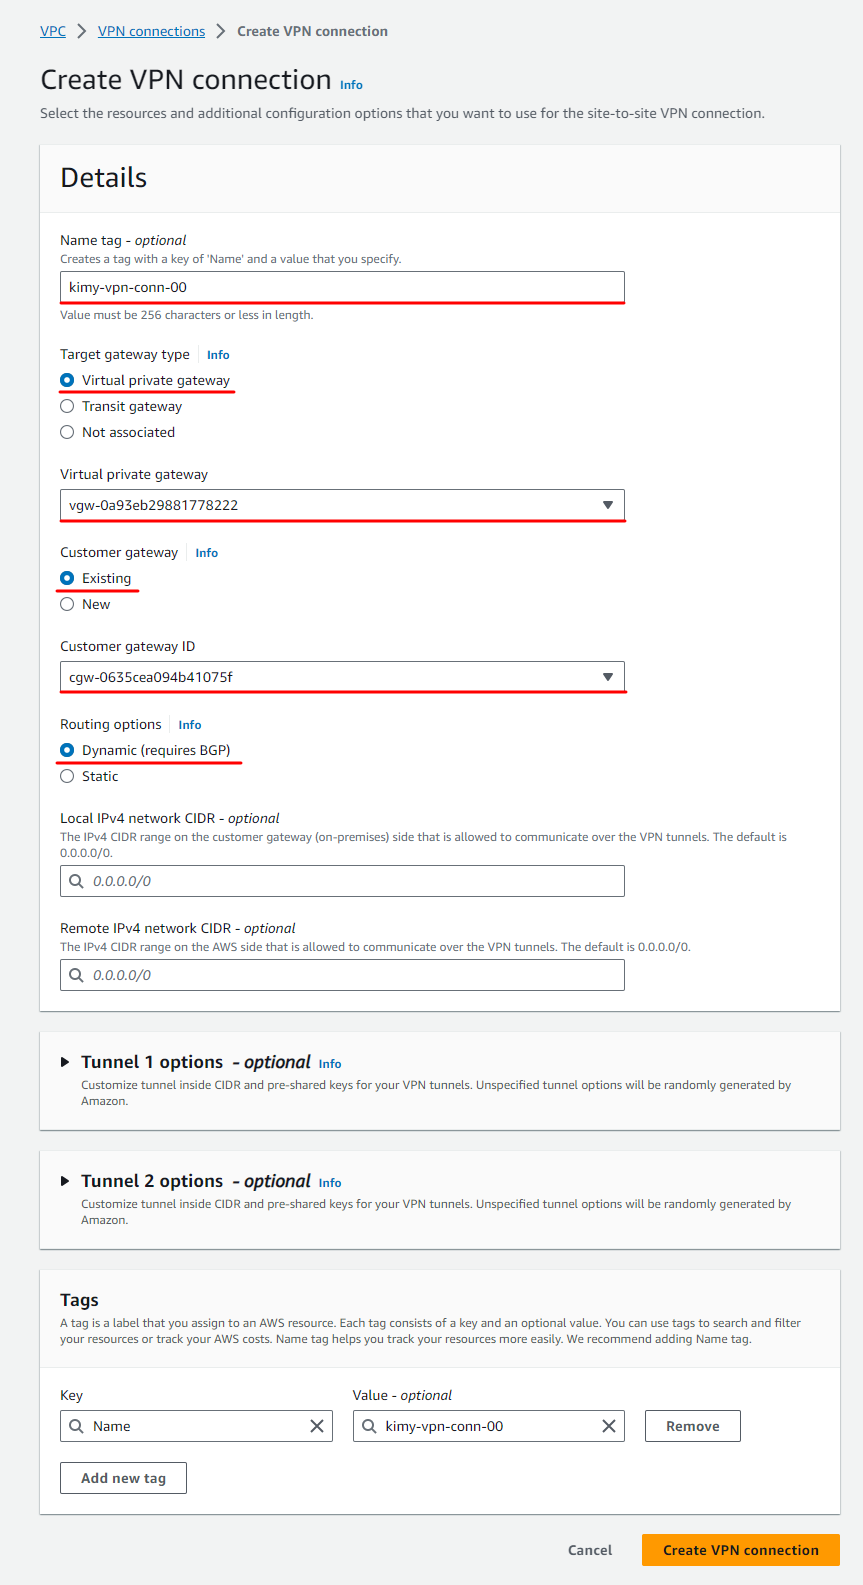 VPC > VPN connections > Create VPN connection
Create VPN connection Info
Select the resources and additional configuration options that you want to use for the site-to-site VPN connection.
Details
Name tag - optional
Creates a tag with a key of 'Name' and a value that you specify.
kimy-vpn-conn-00
Value must be 256 characters or less in length.
Target gateway type Info
Virtual private gateway
Transit gateway
Not associated
Virtual private gateway
vgw-0a93eb29881778222
Customer gateway Info
Existing
New
Customer gateway ID
cgw-0635cea094b41075f
Routing options Info
Dynamic (requires BGP)
Static
Local IPv4 network CIDR - optional
The IPv4 CIDR range on the customer gateway (on-premises) side that is allowed to communicate over the VPN tunnels. The default is
0.0.0.0/0.
0.0.0.0/0
Remote IPv4 network CIDR - optional
The IPv4 CIDR range on the AWS side that is allowed to communicate over the VPN tunnels. The default is 0.0.0.0/0.
0.0.0.0/0
Tunnel 1 options - optional Info
Customize tunnel inside CIDR and pre-shared keys for your VPN tunnels. Unspecified tunnel options will be randomly generated by
Amazon.
Tunnel 2 options - optional Info
Customize tunnel inside CIDR and pre-shared keys for your VPN tunnels. Unspecified tunnel options will be randomly generated by
Amazon.
Tags
A tag is a label that you assign to an AWS resource. Each tag consists of a key and an optional value. You can use tags to search and filter
your resources or track your AWS costs. Name tag helps you track your resources more easily. We recommend adding Name tag.
Key Value - optional
Name kimy-vpn-conn-00 Remove
Add new tag
Cancel Create VPN connection